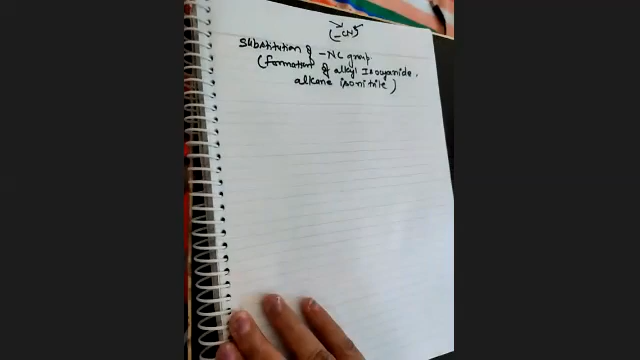 (-CN)
Substitution of -NC group
(formation of alkyl Isocyanide,
alkane isonitrile)